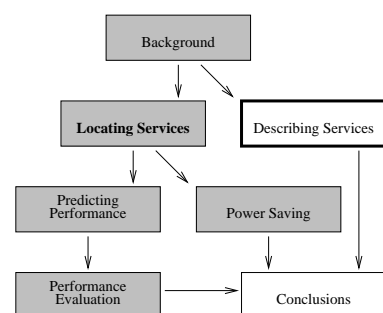 Background
Locating Services
Describing Services
Predicting
Performance
Power Saving
Performance
Evaluation
Conclusions